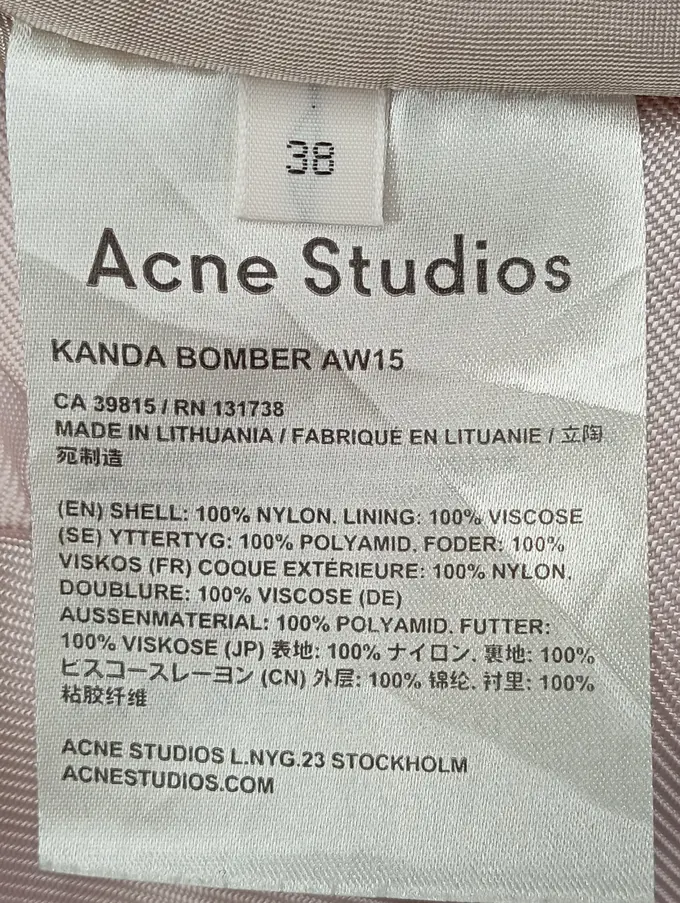 38
Acne Studios
KANDA BOMBER AW15
CA 39815 / RN 131738
MADE IN LITHUANIA / FABRIQUÉ EN LITUANIE / 立陶
宛制造
(EN) SHELL: 100% NYLON. LINING: 100% VISCOSE
(SE) YTTERTYG: 100% POLYAMID. FODER: 100%
VISKOS (FR) COQUE EXTÉRIEURE: 100% NYLON.
DOUBLURE: 100% VISCOSE (DE)
AUSSENMATERIAL: 100% POLYAMID. FUTTER:
100% VISKOSE (JP) 表地: 100% ナイロン. 裏地: 100%
ビスコースレーヨン (CN) 外层: 100% 锦纶. 衬里: 100%
粘胶纤维
ACNE STUDIOS L.NYG.23 STOCKHOLM
ACNESTUDIOS.COM